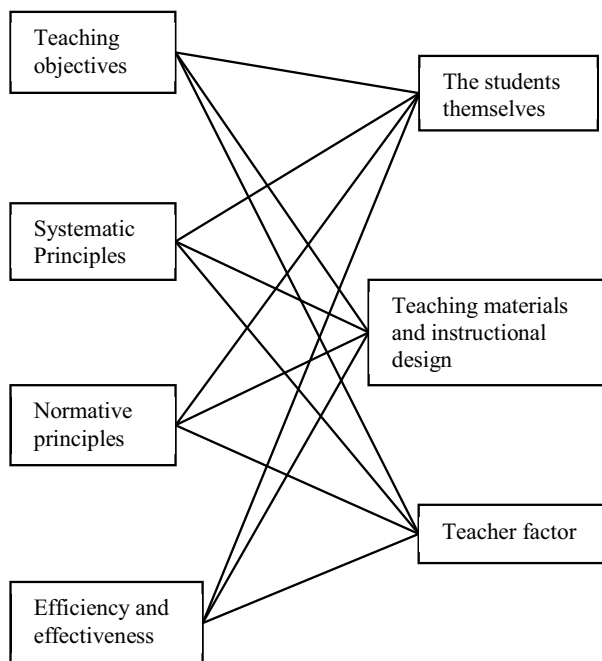 Teaching
objectives
The students
themselves
Systematic
Principles
Teaching materials
and instructional
design
Normative
principles
Teacher factor
Efficiency and
effectiveness